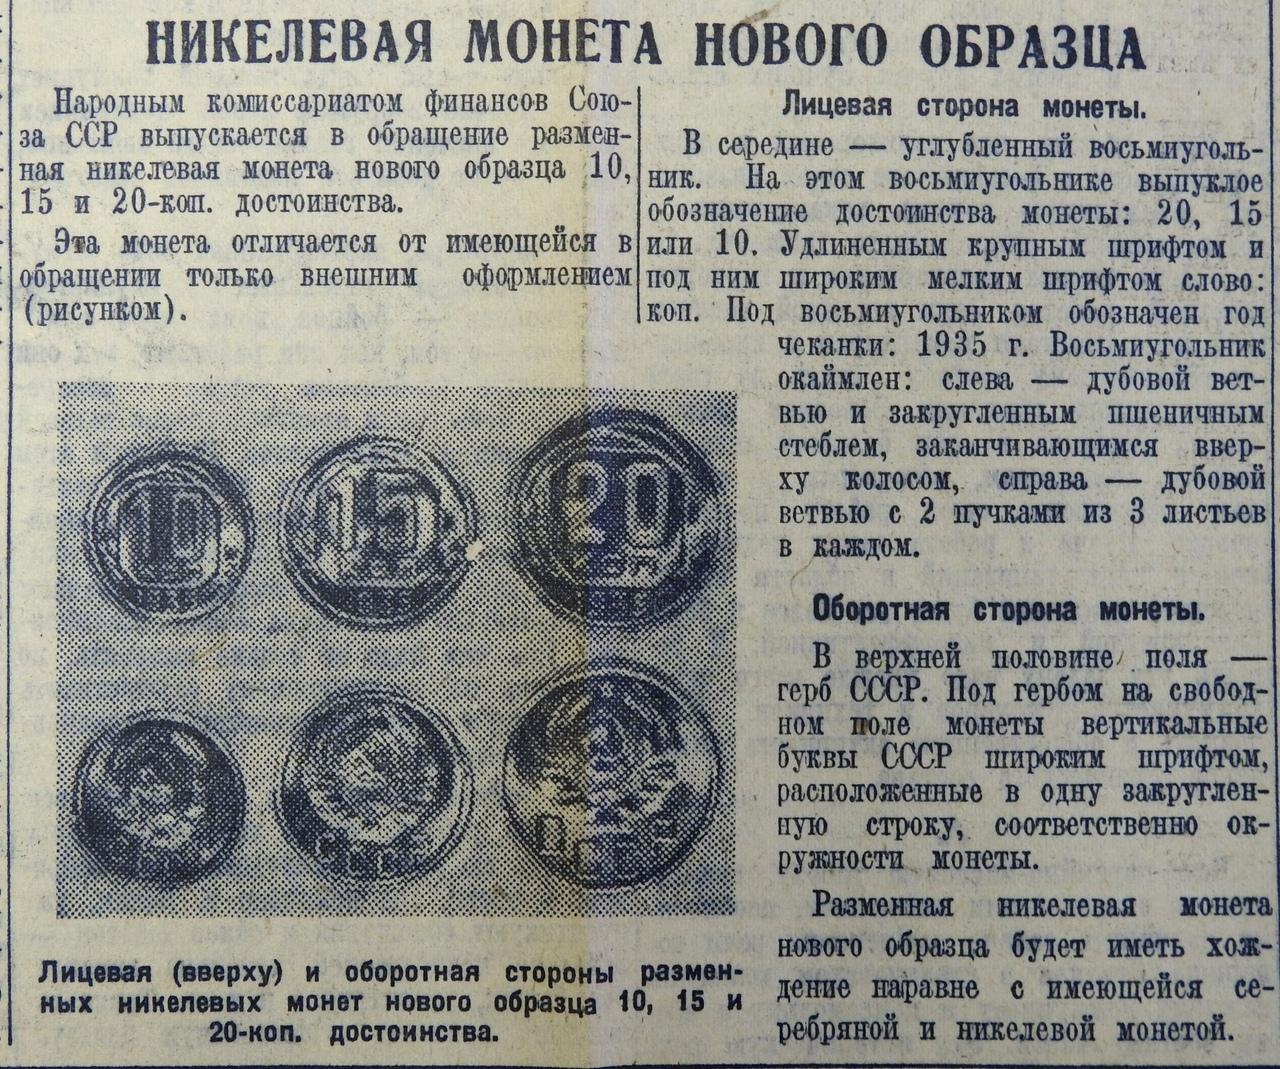 НИКЕЛЕВАЯ МОНЕТА НОВОГО ОБРАЗЦА
Народным комиссариатом финансов Сою-
за ССР выпускается в обращение размен-
ная никелевая монета нового образца 10,
15 и 20-коп. достоинства.
Эта монета отличается от имеющейся в
обращении только внешним оформлением
(рисунком).
Лицевая (вверху) и оборотная стороны размен-
ных никелевых монет нового образца 10, 15 и
20-коп. достоинства.
Лицевая сторона монеты.
В середине — углубленный восьмиуголь-
ник. На этом восьмиугольнике выпуклое
обозначение достоинства монеты: 20, 15
или 10. Удлиненным крупным шрифтом и
под ним широким мелким шрифтом слово:
коп. Под восьмиугольником обозначен год
чеканки: 1935 г. Восьмиугольник
окаймлен: слева — дубовой вет-
вью и закругленным пшеничным
стеблем, заканчивающимся ввер-
ху колосом, справа — дубовой
ветвью с 2 пучками из 3 листьев
в каждом.
Оборотная сторона монеты.
В верхней половине поля —
герб СССР. Под гербом на свобод-
ном поле монеты вертикальные
буквы СССР широким шрифтом,
расположенные в одну закруглен-
ную строку, соответственно ок-
ружности монеты.
Разменная никелевая монета
нового образца будет иметь хож-
дение наравне с имеющейся се-
ребряной и никелевой монетой.
10
15
20